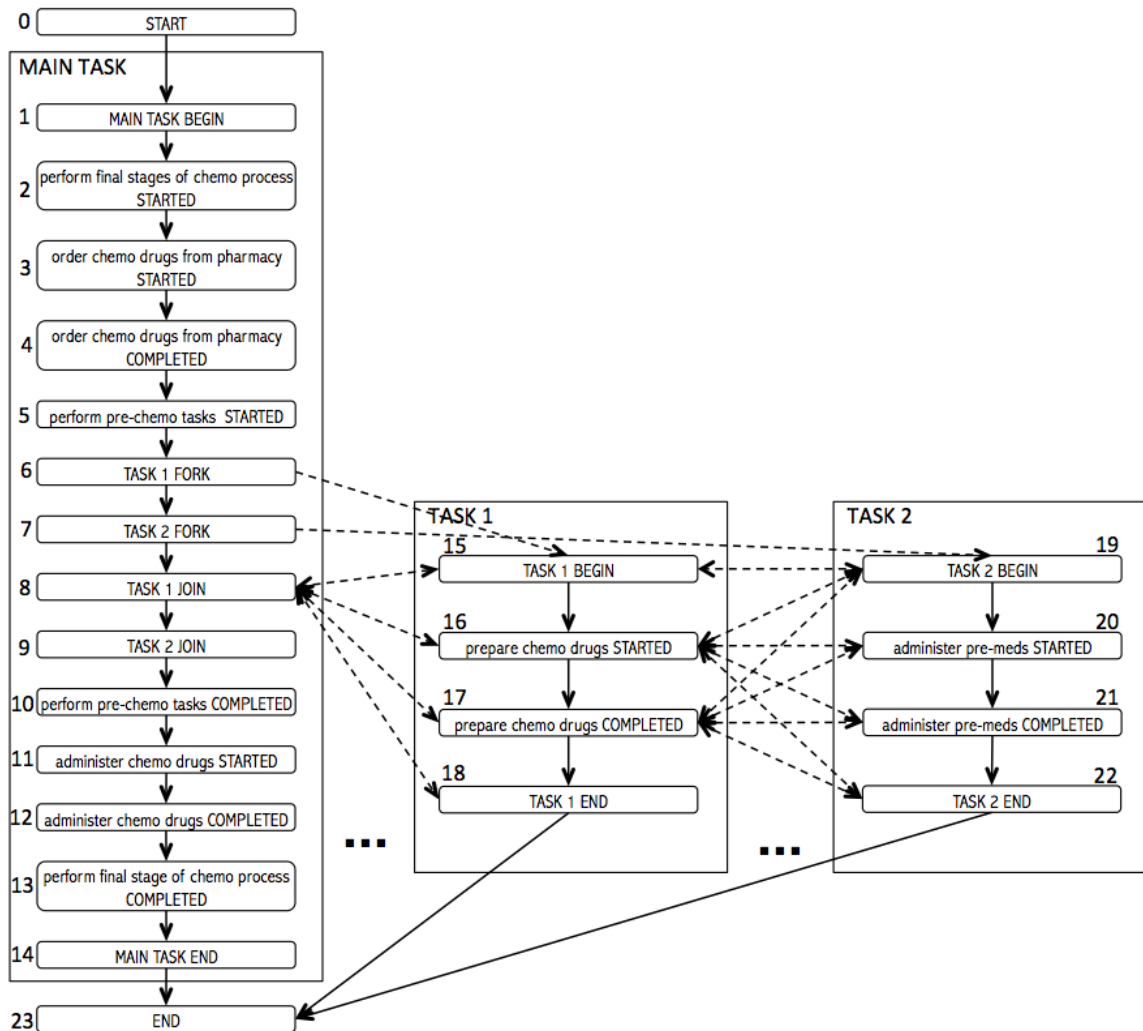 0 START
MAIN TASK
1 MAIN TASK BEGIN
2 perform final stages of chemo process
STARTED
3 order chemo drugs from pharmacy
STARTED
4 order chemo drugs from pharmacy
COMPLETED
5 perform pre-chemo tasks STARTED
6 TASK 1 FORK
7 TASK 2 FORK
8 TASK 1 JOIN
9 TASK 2 JOIN
10 perform pre-chemo tasks COMPLETED
11 administer chemo drugs STARTED
12 administer chemo drugs COMPLETED
13 perform final stage of chemo process
COMPLETED
14 MAIN TASK END
23 END
TASK 1
15
TASK 1 BEGIN
16
prepare chemo drugs STARTED
17
prepare chemo drugs COMPLETED
18
TASK 1 END
...
TASK 2
19
TASK 2 BEGIN
20
administer pre-meds STARTED
21
administer pre-meds COMPLETED
22
TASK 2 END
...